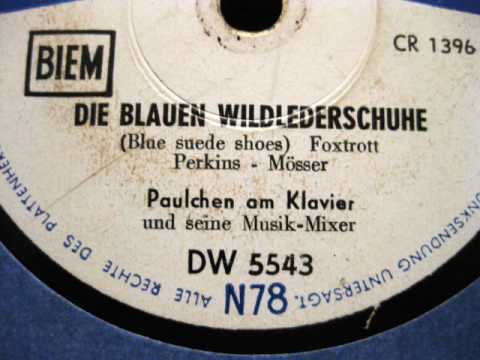 BIEM
CR 1396
DIE BLAUEN WILDLEDERSCHUHE
(Blue suede shoes) Foxtrott
Perkins - Mösser
Paulchen am Klavier
und seine Musik-Mixer
DW 5543
N78
UNKSENDUNG UNTERSAGT. ALLE RECHTE DES PLATTENHER